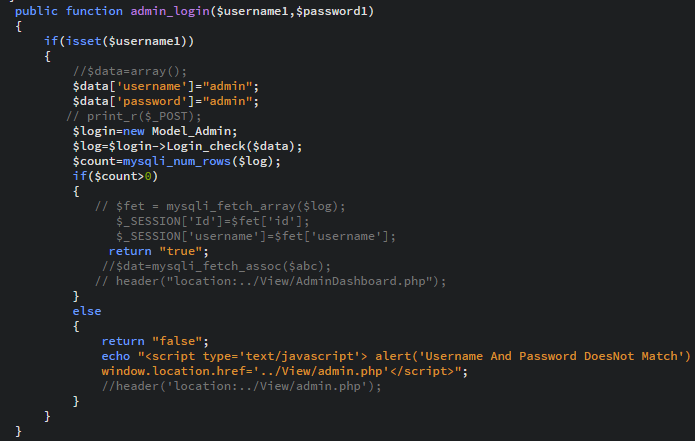 public function admin_login($username1,$password1)
{
if(isset($username1))
{
//$data=array();
$data['username']="admin";
$data['password']="admin";
// print_r($_POST);
$login=new Model_Admin;
$log=$login->Login_check($data);
$count=mysqli_num_rows($log);
if($count>0)
{
// $fet = mysqli_fetch_array($log);
$_SESSION['Id']=$fet['id'];
$_SESSION['username']=$fet['username'];
return "true";
//$dat=mysqli_fetch_assoc($abc);
// header("location:../View/AdminDashboard.php");
}
else
{
return "false";
echo "<script type='text/javascript'> alert('Username And Password DoesNot Match')
window.location.href='../View/admin.php'</script>";
//header('location:../View/admin.php');
}
}
}